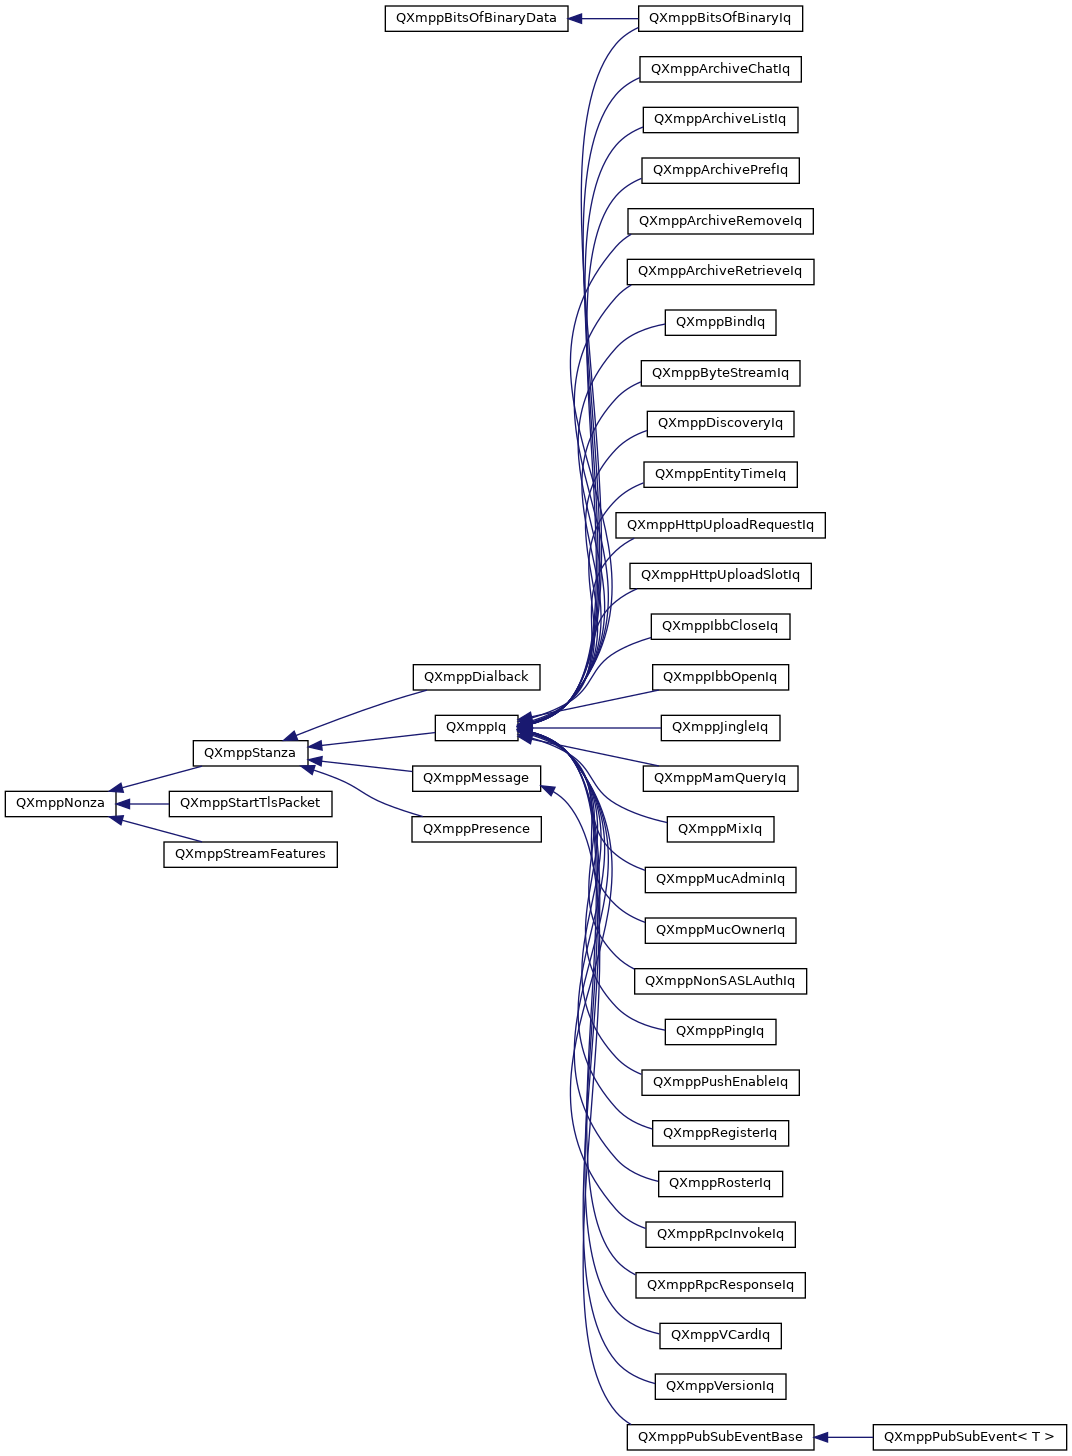 QXmppBitsOfBinaryData
QXmppBitsOfBinaryIq
QXmppArchiveChatIq
QXmppArchiveListIq
QXmppArchivePrefIq
QXmppArchiveRemoveIq
QXmppArchiveRetrieveIq
QXmppBindIq
QXmppByteStreamIq
QXmppDiscoveryIq
QXmppEntityTimeIq
QXmppHttpUploadRequestIq
QXmppHttpUploadSlotIq
QXmppIbbCloseIq
QXmppDialback
QXmppIbbOpenIq
QXmppIq
QXmppJingleIq
QXmppStanza
QXmppMessage
QXmppMamQueryIq
QXmppNonza
QXmppStartTlsPacket
QXmppPresence
QXmppMixIq
QXmppStreamFeatures
QXmppMucAdminIq
QXmppMucOwnerIq
QXmppNonSASLAuthIq
QXmppPingIq
QXmppPushEnableIq
QXmppRegisterIq
QXmppRosterIq
QXmppRpcInvokeIq
QXmppRpcResponseIq
QXmppVCardIq
QXmppVersionIq
QXmppPubSubEventBase
QXmppPubSubEvent< T >